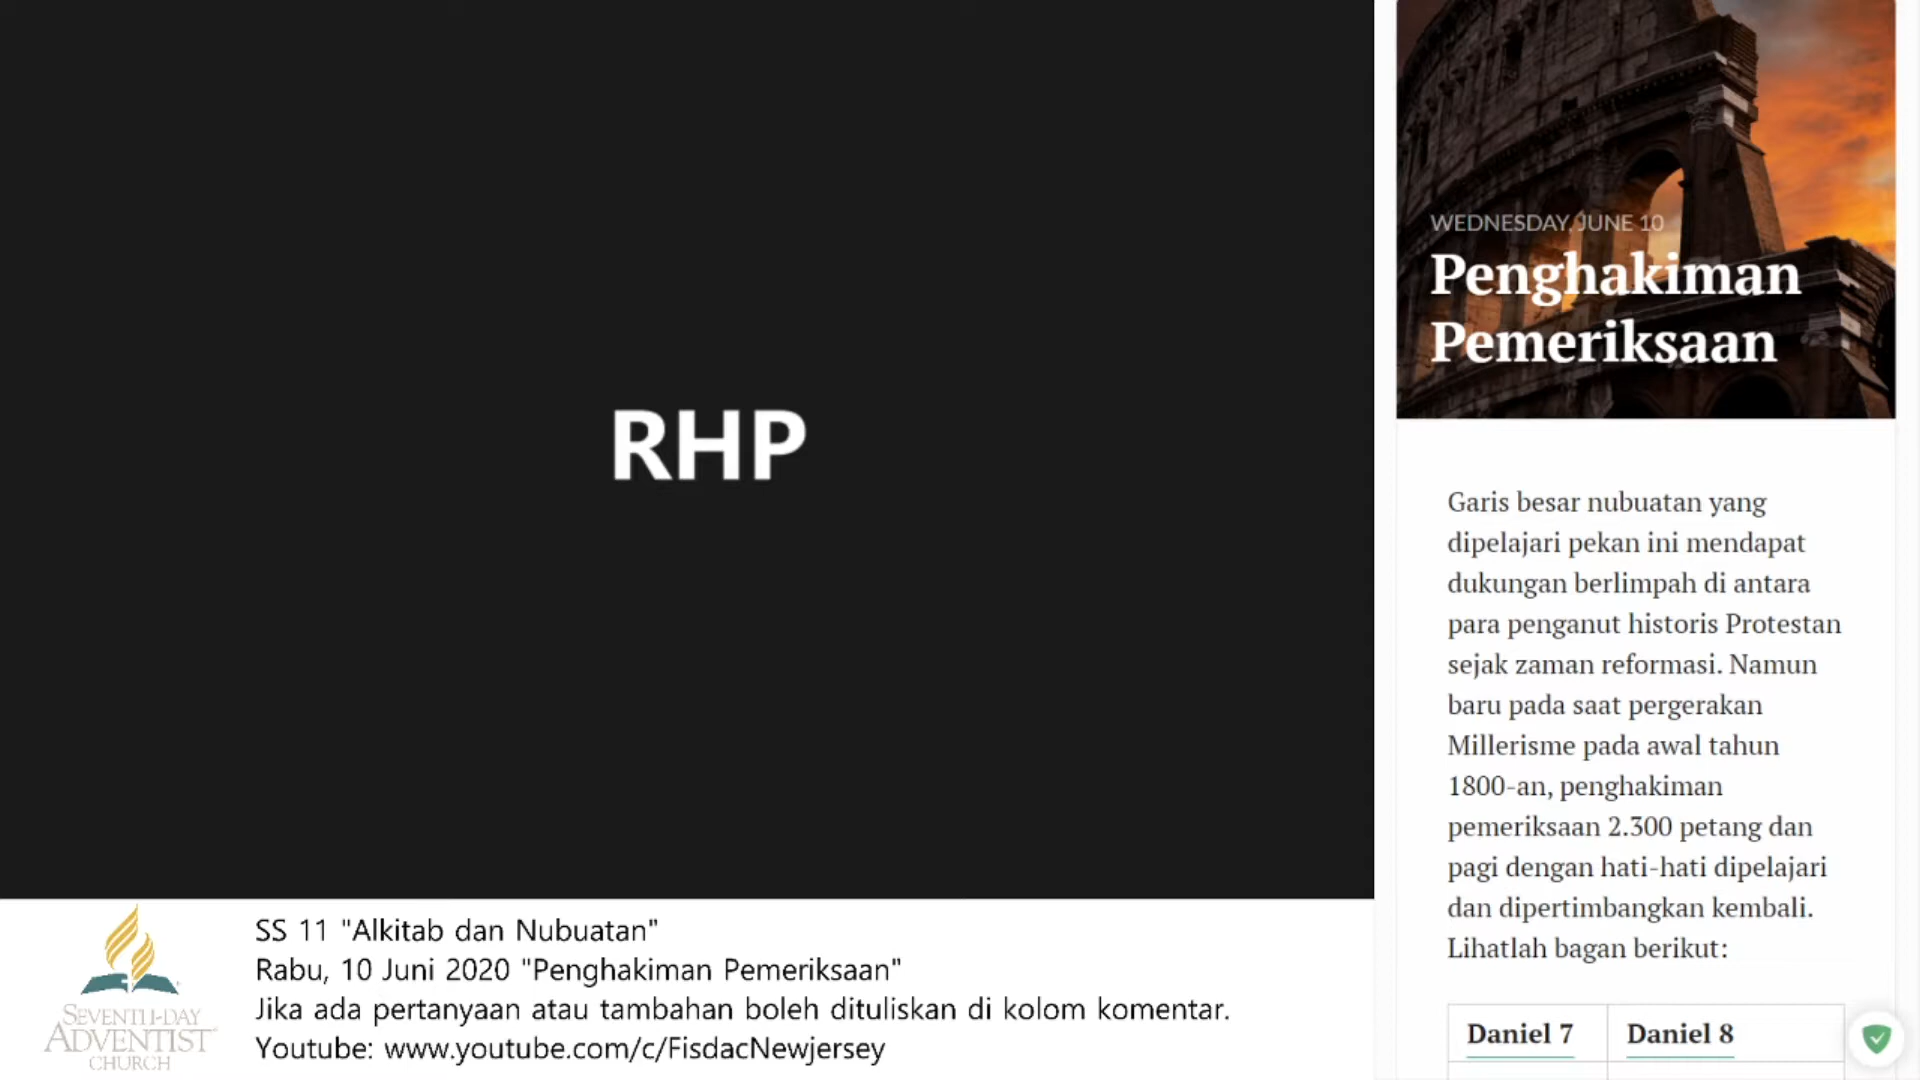 RHP
WEDNESDAY, JUNE 10
Penghakiman
Pemeriksaan
Garis besar nubuatan yang
dipelajari pekan ini mendapat
dukungan berlimpah di antara
para penganut historis Protestan
sejak zaman reformasi. Namun
baru pada saat pergerakan
Millerisme pada awal tahun
1800-an, penghakiman
pemeriksaan 2.300 petang dan
pagi dengan hati-hati dipelajari
dan dipertimbangkan kembali.
Lihatlah bagan berikut:
Daniel 7 Daniel 8
SEVENTH-DAY
ADVENTIST
CHURCH
SS 11 "Alkitab dan Nubuatan"
Rabu, 10 Juni 2020 "Penghakiman Pemeriksaan"
Jika ada pertanyaan atau tambahan boleh dituliskan di kolom komentar.
Youtube: www.youtube.com/c/FisdacNewjersey